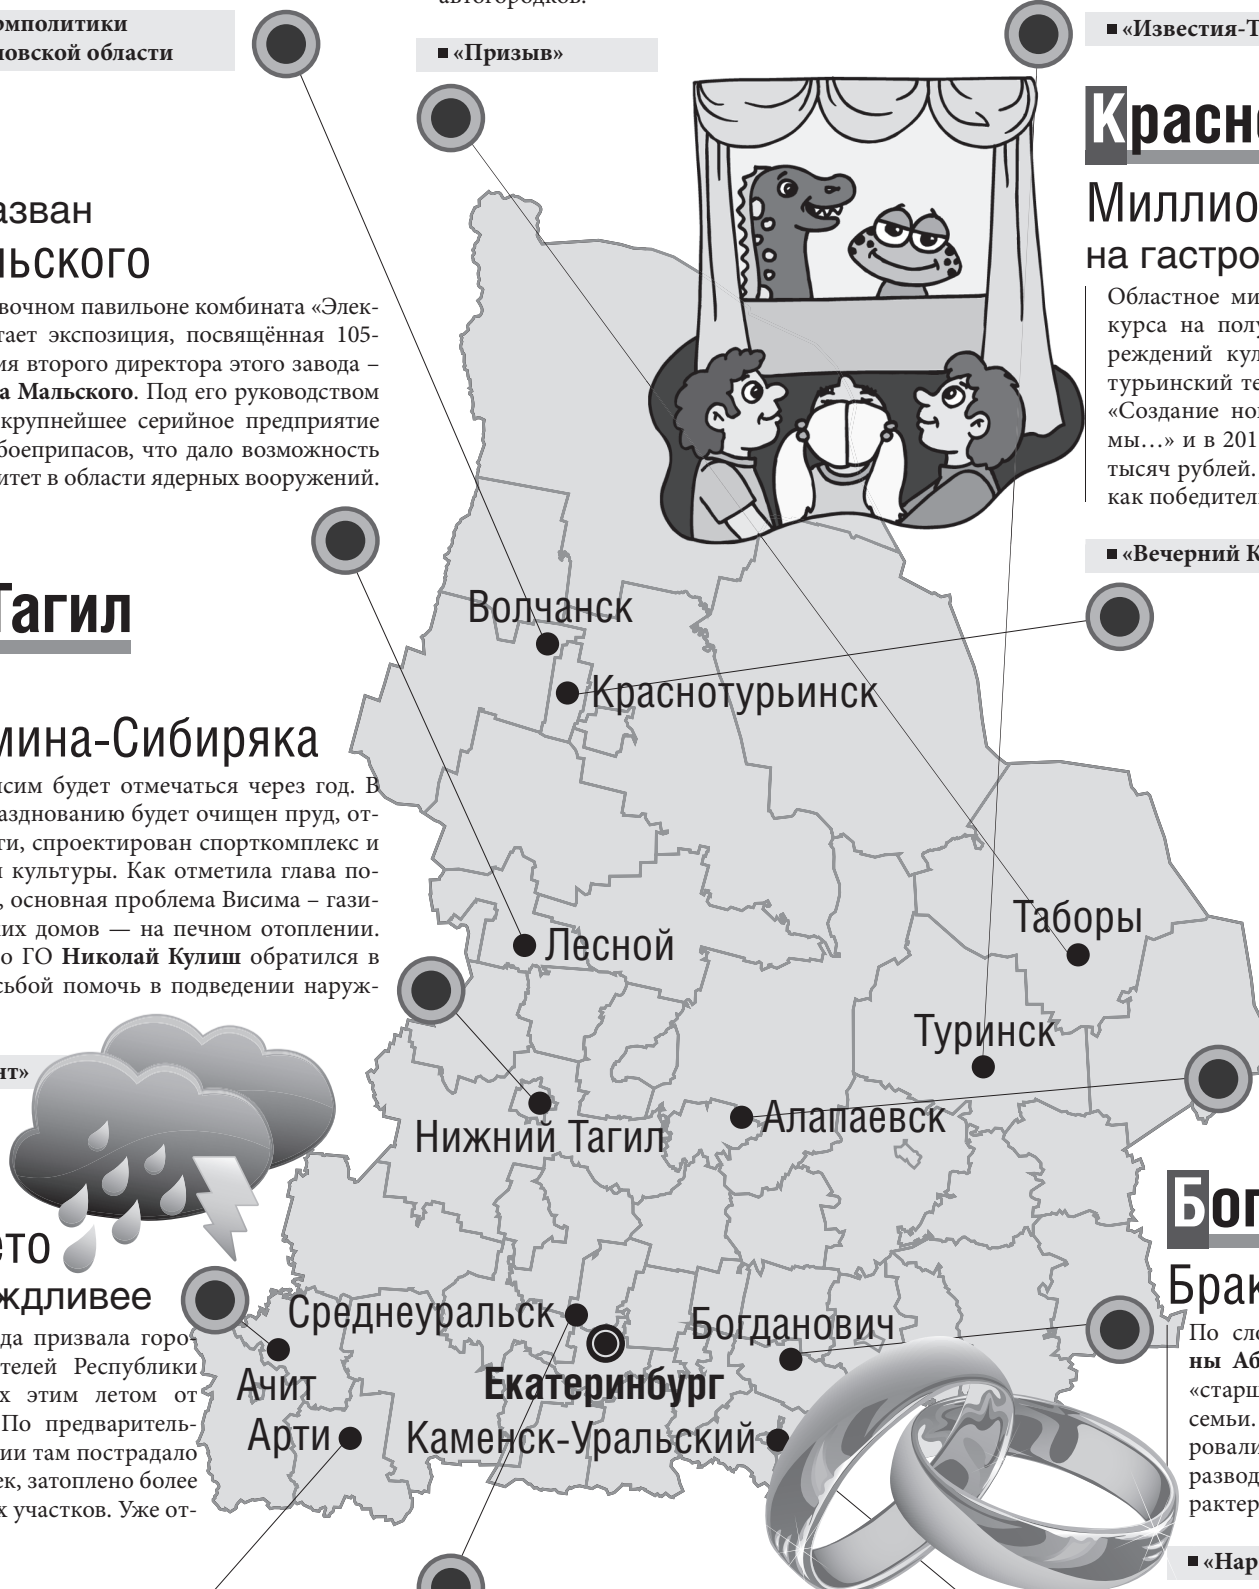 «Призыв»
автогородков.
ловской области
азван
льского
вочном павильоне комбината «Элек-
тает экспозиция, посвящённая 105-
ия второго директора этого завода –
а Мальского. Под его руководством
крупнейшее серийное предприятие
боеприпасов, что дало возможность
итет в области ядерных вооружений.
Тагил
мина-Сибиряка
исим будет отмечаться через год. В
разднованию будет очищен пруд, от-
ти, спроектирован спорткомплекс и
и культуры. Как отметила глава по-
, основная проблема Висима – гази-
ких домов — на печном отоплении.
о ГО Николай Кулиш обратился в
сьбой помочь в подведении наруж-
нт»
ето
ждливее
да призвала горо-
телей Республики
х этим летом от
По предваритель-
ии там пострадало
ек, затоплено более
х участков. Уже от-
Волчанск
Краснотурьинск
Лесной
Таборы
Туринск
Нижний Тагил
Алапаевск
Среднеуральск
Богданович
Екатеринбург
Ачит
Арти
Каменск-Уральский
«Известия-Т
Красн
Миллио
на гастро
Областное ми
курса на полу
реждений кул
турьинский те
«Создание но
мы…» и в 201
тысяч рублей.
как победител
«Вечерний К
Бог
Брак
По сло
ны Аб
«старш
семьи.
ровали
развод
рактер
«Нар